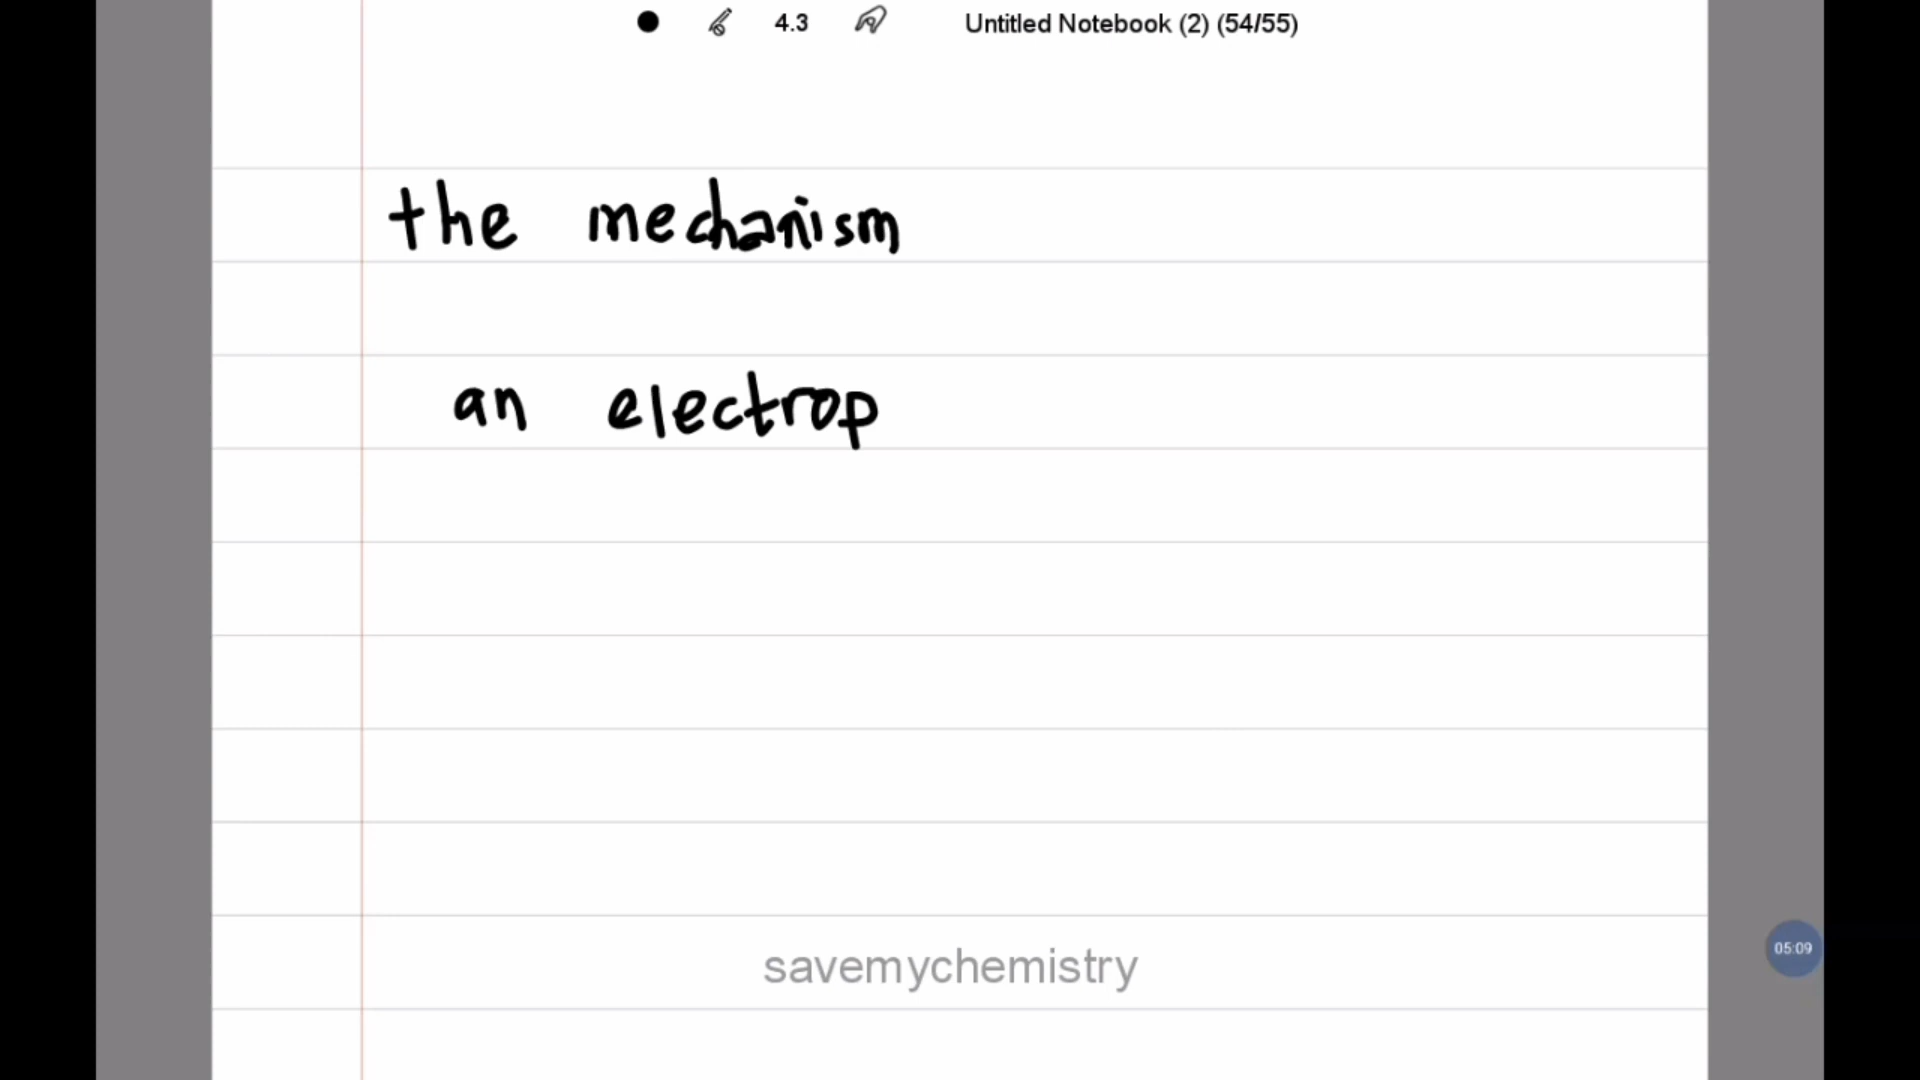 4.3 Untitled Notebook (2) (54/55)
the mechanism
an electrop
05:09
savemychemistry